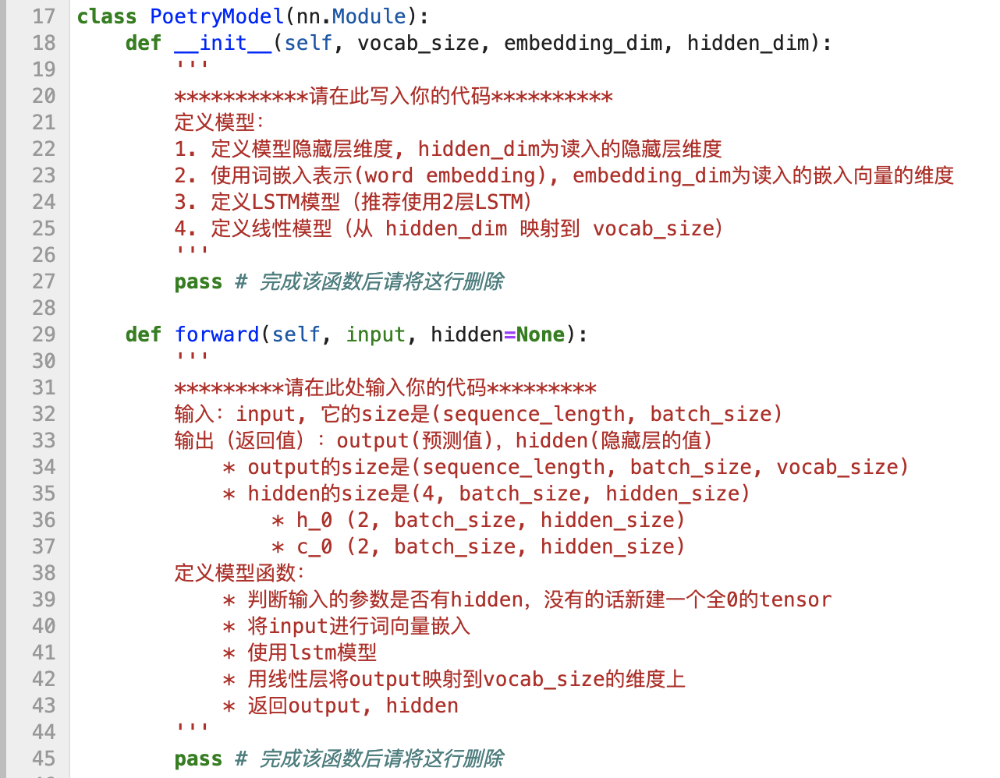 17 class PoetryModel(nn.Module):
18     def __init__(self, vocab_size, embedding_dim, hidden_dim):
19         '''
20         ***********请在此写入你的代码**********
21         定义模型：
22         1. 定义模型隐藏层维度, hidden_dim为读入的隐藏层维度
23         2. 使用词嵌入表示(word embedding), embedding_dim为读入的嵌入向量的维度
24         3. 定义LSTM模型（推荐使用2层LSTM）
25         4. 定义线性模型（从 hidden_dim 映射到 vocab_size）
26         '''
27         pass # 完成该函数后请将这行删除
28
29     def forward(self, input, hidden=None):
30         '''
31         *********请在此处输入你的代码*********
32         输入：input, 它的size是(sequence_length, batch_size)
33         输出（返回值）：output(预测值)，hidden(隐藏层的值)
34             * output的size是(sequence_length, batch_size, vocab_size)
35             * hidden的size是(4, batch_size, hidden_size)
36                 * h_0 (2, batch_size, hidden_size)
37                 * c_0 (2, batch_size, hidden_size)
38         定义模型函数：
39             * 判断输入的参数是否有hidden，没有的话新建一个全0的tensor
40             * 将input进行词向量嵌入
41             * 使用lstm模型
42             * 用线性层将output映射到vocab_size的维度上
43             * 返回output, hidden
44         '''
45         pass # 完成该函数后请将这行删除